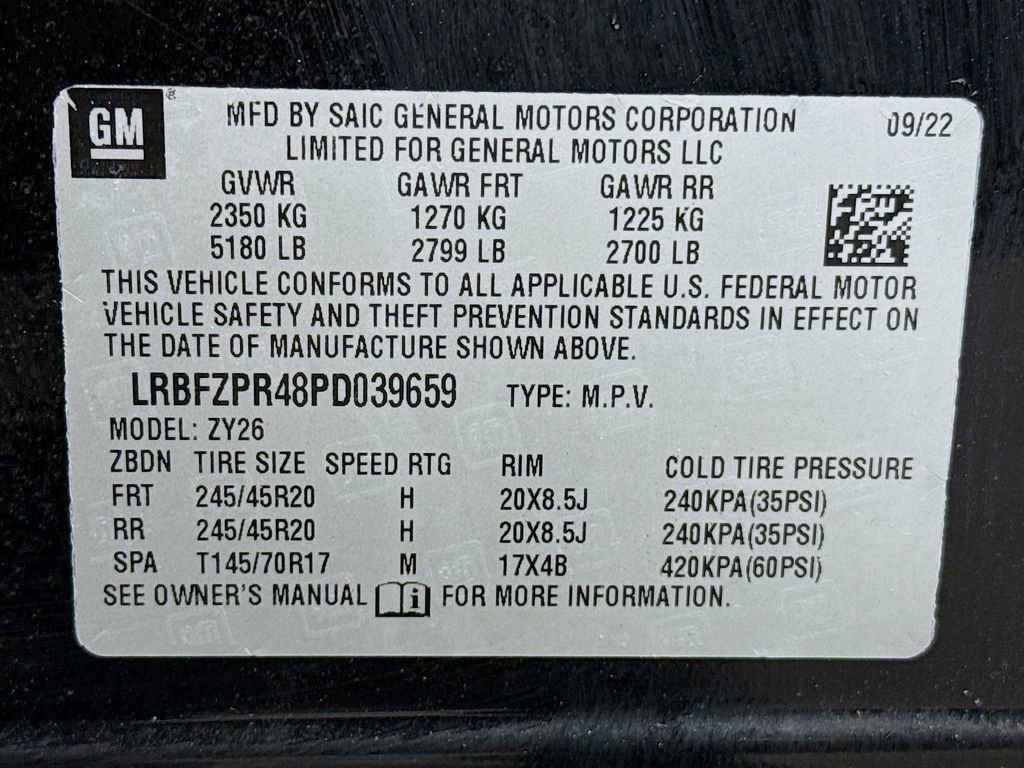 GM
MFD BY SAIC GENERAL MOTORS CORPORATION 09/22
LIMITED FOR GENERAL MOTORS LLC
GVWR GAWR FRT GAWR RR
2350 KG 1270 KG 1225 KG
5180 LB 2799 LB 2700 LB
THIS VEHICLE CONFORMS TO ALL APPLICABLE U.S. FEDERAL MOTOR
VEHICLE SAFETY AND THEFT PREVENTION STANDARDS IN EFFECT ON
THE DATE OF MANUFACTURE SHOWN ABOVE.
LRBFZPR48PD039659 TYPE: M.P.V.
MODEL: ZY26
ZBDN TIRE SIZE SPEED RTG RIM COLD TIRE PRESSURE
FRT 245/45R20 H 20X8.5J 240KPA(35PSI)
RR 245/45R20 H 20X8.5J 240KPA(35PSI)
SPA T145/70R17 M 17X4B 420KPA(60PSI)
SEE OWNER'S MANUAL i FOR MORE INFORMATION.